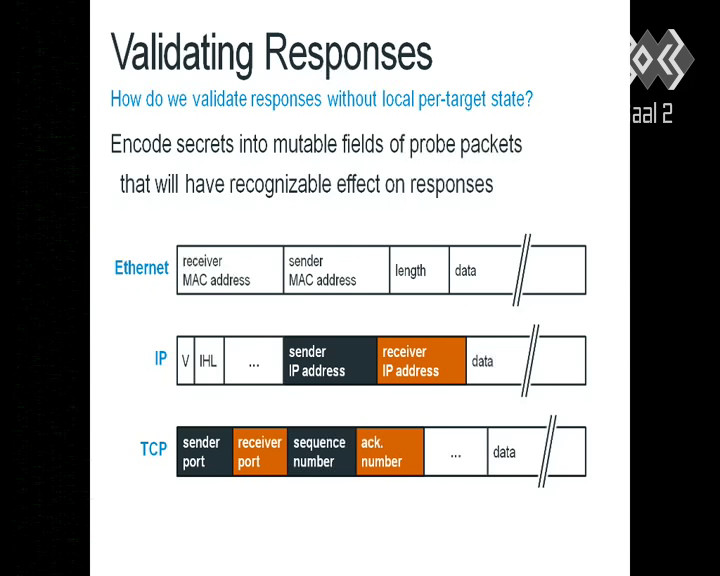 Validating Responses
How do we validate responses without local per-target state?
Encode secrets into mutable fields of probe packets
that will have recognizable effect on responses
Ethernet
receiver
MAC address
sender
MAC address
length
data
IP
V
IHL
...
sender
IP address
receiver
IP address
data
TCP
sender
port
receiver
port
sequence
number
ack.
number
...
data
aal 2